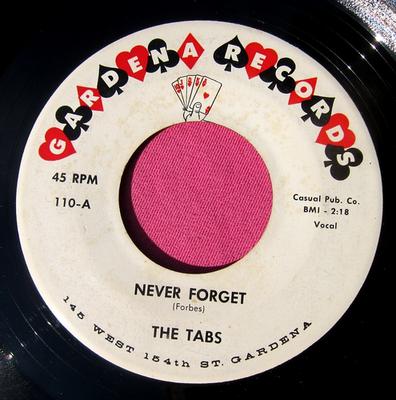 GARDENA RECORDS
45 RPM
110-A
Casual Pub. Co.
BMI - 2:18
Vocal
NEVER FORGET
(Forbes)
THE TABS
145 WEST 154th ST. GARDENA